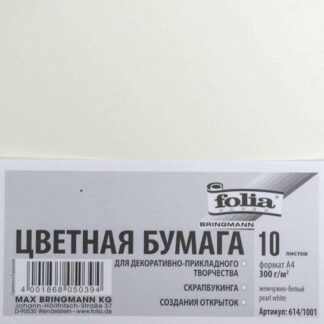 folia
BRINGMANN
ЦВЕТНАЯ БУМАГА 10 листов
ДЛЯ ДЕКОРАТИВНО-ПРИКЛАДНОГО
ТВОРЧЕСТВА
СКРАПБУКИНГА
СОЗДАНИЯ ОТКРЫТОК
формат А4
300 г/м²
жемчужно-белый
pearl white
Артикул: 614/1001
4 001868 050394
MAX BRINGMANN KG
Johann-Höllfritsch-Straße 37
D-90530 Wendelstein · www.folia.de